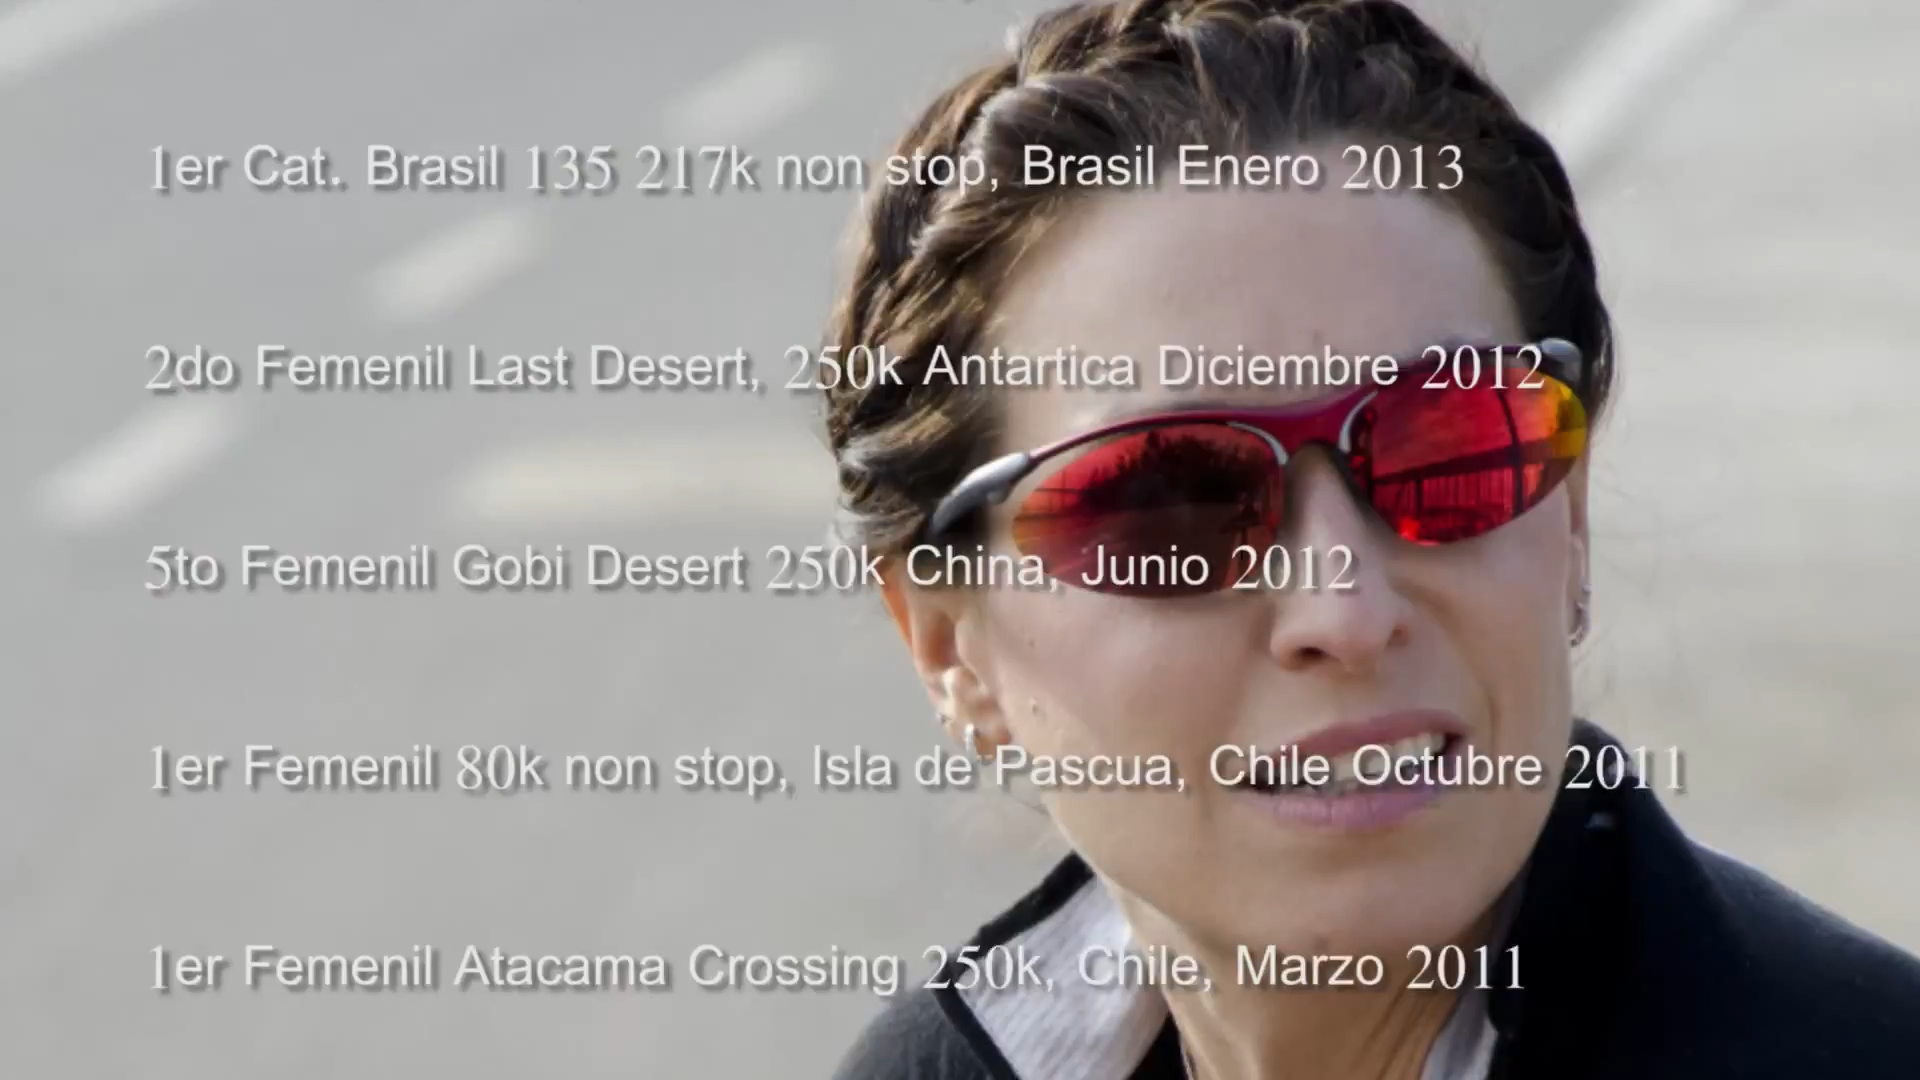 1er Cat. Brasil 135 217k non stop, Brasil Enero 2013
2do Femenil Last Desert, 250k Antartica Diciembre 2012
5to Femenil Gobi Desert 250k China, Junio 2012
1er Femenil 80k non stop, Isla de Pascua, Chile Octubre 2011
1er Femenil Atacama Crossing 250k, Chile, Marzo 2011